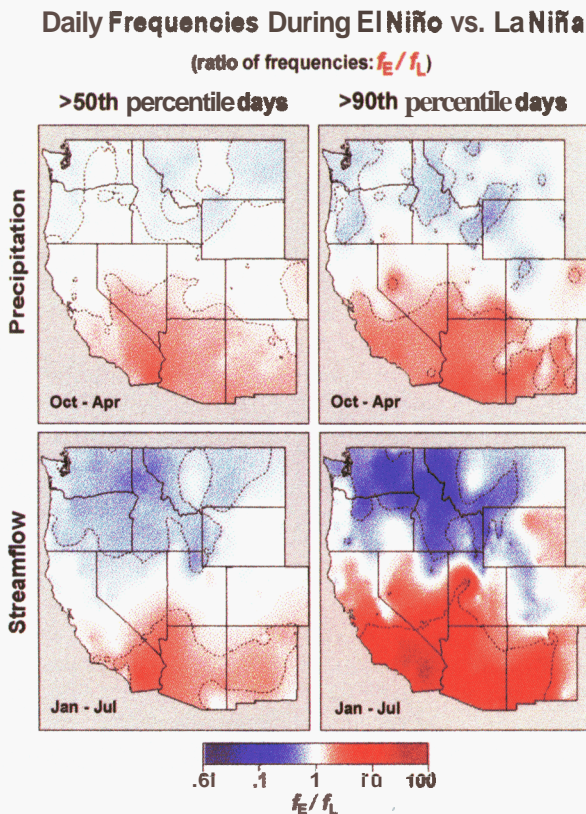 Daily Frequencies During El Niño vs. La Niña
(ratio of frequencies: fE / fL)
>50th percentile days
>90th percentile days
Precipitation
Oct - Apr
Oct - Apr
Streamflow
Jan - Jul
Jan - Jul
.1 1 100
fE / fL